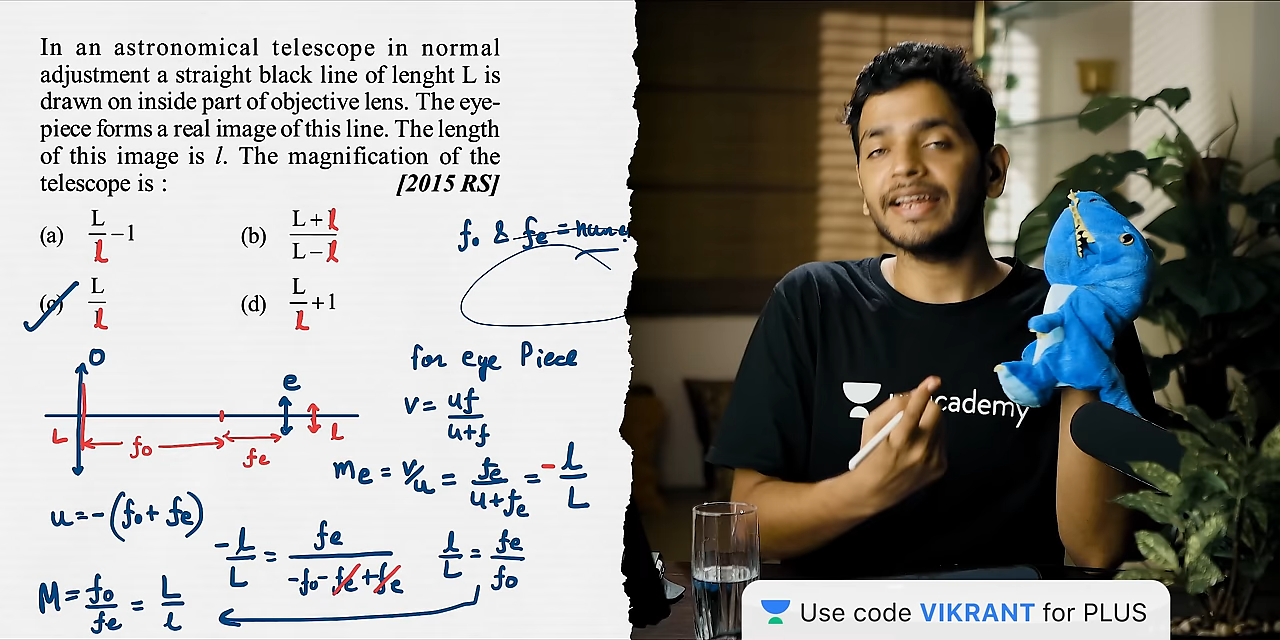 In an astronomical telescope in normal
adjustment a straight black line of lenght L is
drawn on inside part of objective lens. The eye-
piece forms a real image of this line. The length
of this image is l. The magnification of the
telescope is : [2015 RS]
(a) L/l −1 (b) L+l/L−l
(c) L/l (d) L/l +1
f₀ & fe =
O
e
L f₀ fe l
for eye Piece
v = uf/u+f
me = v/u = fe/u+fe = -l/L
u = -(f₀ + fe)
-l/L = fe/-f₀-fe+fe l/L = fe/f₀
M = f₀/fe = L/l
Use code VIKRANT for PLUS